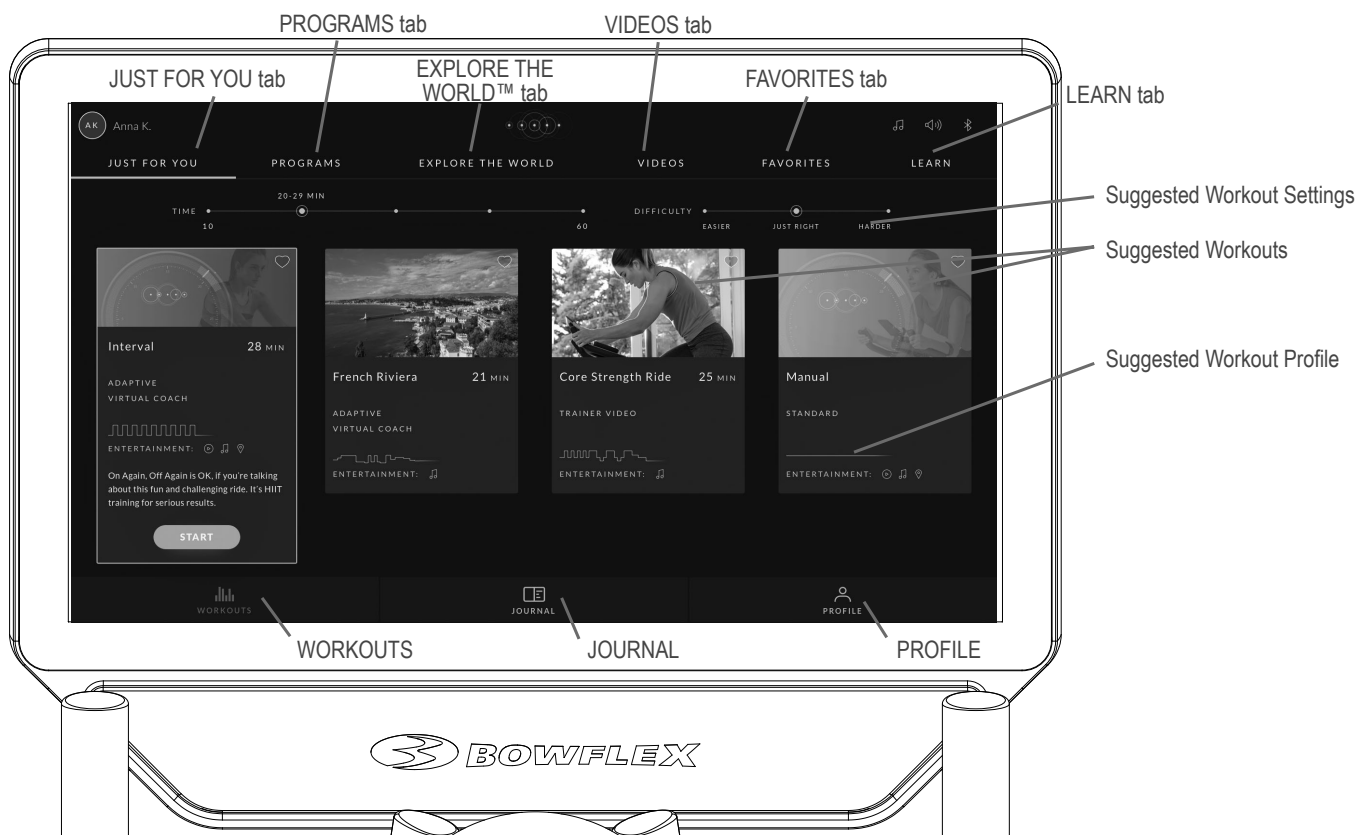 PROGRAMS tab
VIDEOS tab
JUST FOR YOU tab
EXPLORE THE
WORLD™ tab
FAVORITES tab
LEARN tab
AK
Anna K.
JUST FOR YOU
PROGRAMS
EXPLORE THE WORLD
VIDEOS
FAVORITES
LEARN
20-29 MIN
TIME
10
60
DIFFICULTY
EASIER
JUST RIGHT
HARDER
Suggested Workout Settings
Suggested Workouts
Interval 28 MIN
ADAPTIVE
VIRTUAL COACH
ENTERTAINMENT:
On Again, Off Again is OK, if you're talking
about this fun and challenging ride. It's HIIT
training for serious results.
START
French Riviera 21 MIN
ADAPTIVE
VIRTUAL COACH
ENTERTAINMENT:
Core Strength Ride 25 MIN
TRAINER VIDEO
ENTERTAINMENT:
Manual
STANDARD
ENTERTAINMENT:
Suggested Workout Profile
WORKOUTS
JOURNAL
PROFILE
WORKOUTS
JOURNAL
PROFILE
BOWFLEX